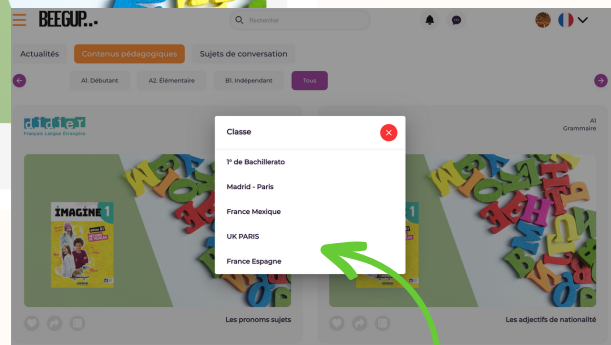 BEEGUP...
Rechercher
Actualités
Contenus pédagogiques
Sujets de conversation
A1. Débutant
A2. Élémentaire
B1. Indépendant
Tous
didier
Français Langue Étrangère
A1
Grammaire
Classe
1º de Bachillerato
Madrid - Paris
France Mexique
UK PARIS
France Espagne
IMAGINE 1
1
Les pronoms sujets
Les adjectifs de nationalité